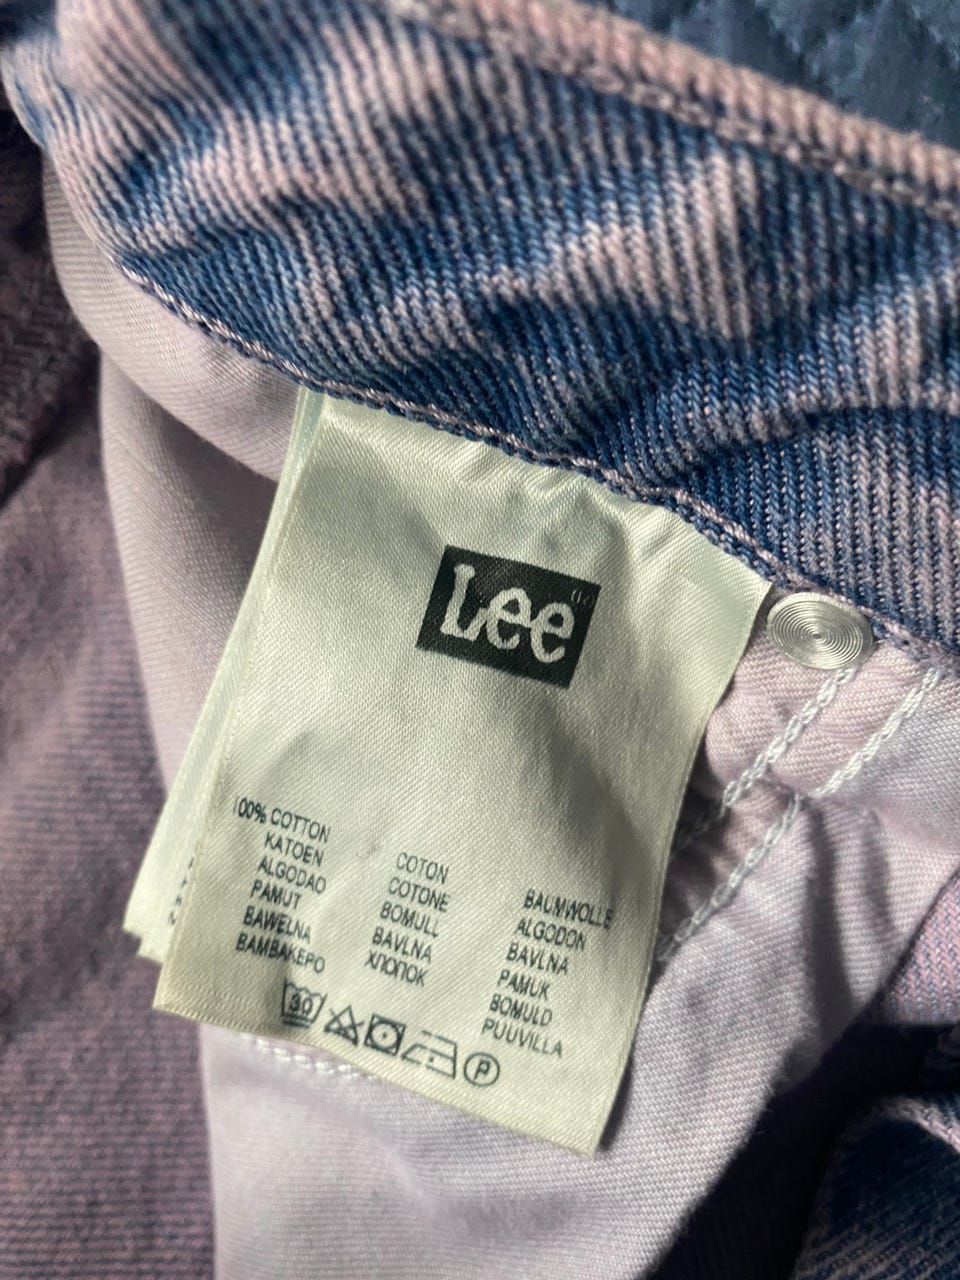 Lee
100% COTTON
KATOEN
ALGODAO
PAMUT
BAWELNA
BAMBAKEPO
COTON
COTONE
BOMULL
BAVLNA
ХЛОПОК
BAUMWOLLE
ALGODON
BAVLNA
PAMUK
BOMULD
PUUVILLA
30
P